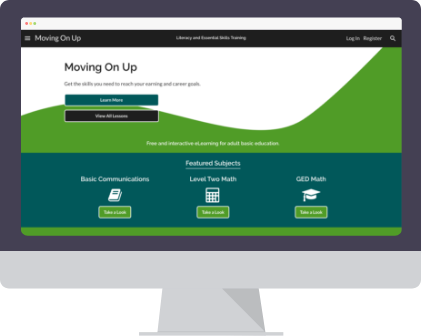 Moving On Up
Literacy and Essential Skills Training
Log In Register
Moving On Up
Get the skills you need to reach your earning and career goals.
Learn More
View All Lessons
Free and interactive eLearning for adult basic education.
Featured Subjects
Basic Communications
Level Two Math
GED Math
Take a Look
Take a Look
Take a Look